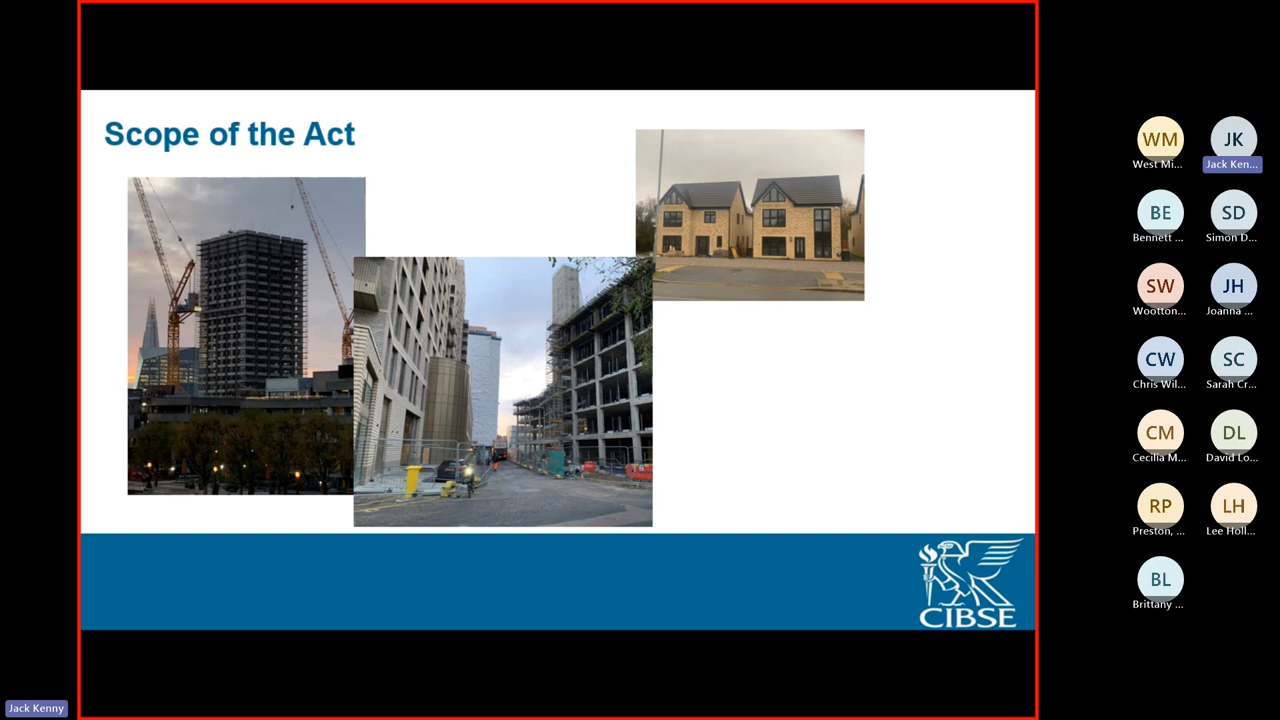 Scope of the Act
CIBSE
WM
West Mi...
JK
Jack Ken...
BE
Bennett ...
SD
Simon D...
SW
Wootton...
JH
Joanna ...
CW
Chris Wil...
SC
Sarah Cr...
CM
Cecilia M...
DL
David Lo...
RP
Preston, ...
LH
Lee Holl...
BL
Brittany ...
Jack Kenny